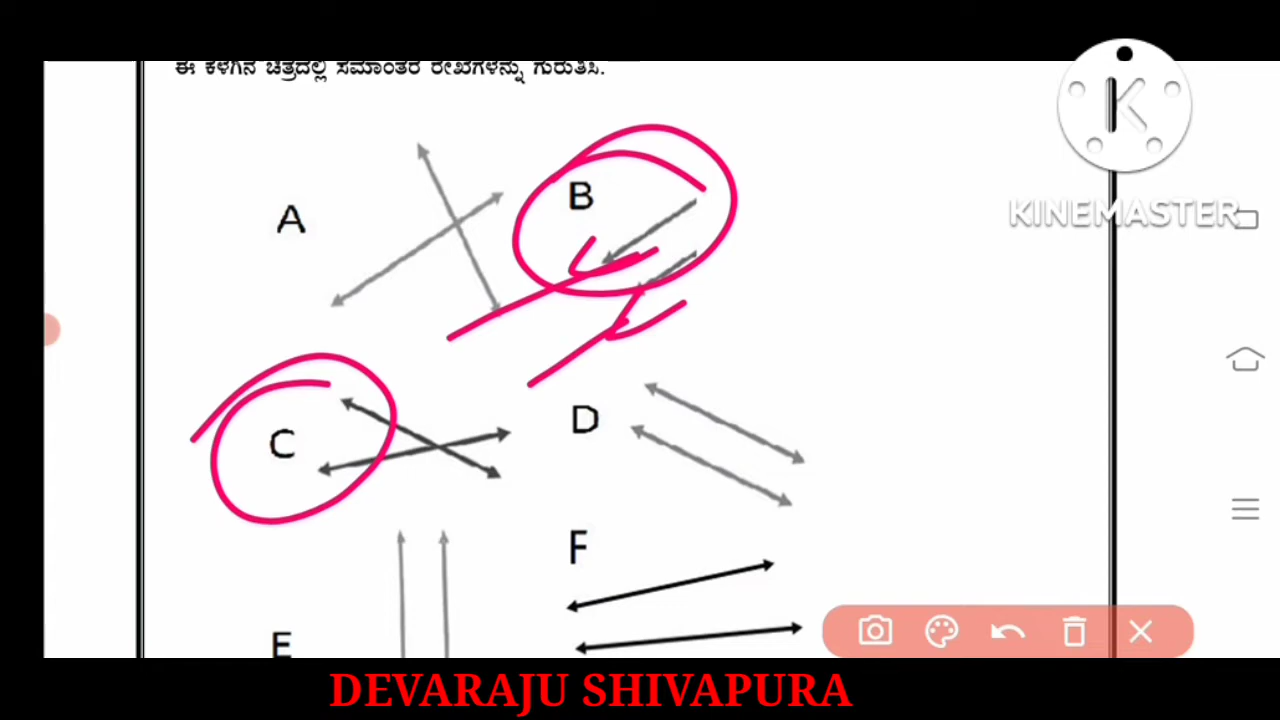 ಈ ಕೆಳಗಿನ ಚಿತ್ರದಲ್ಲಿ ಸಮಾಂತರ ರೇಖೆಗಳನ್ನು ಗುರುತಿಸಿ.
K
KINEMASTER
A
B
C
D
E
F
DEVARAJU SHIVAPURA